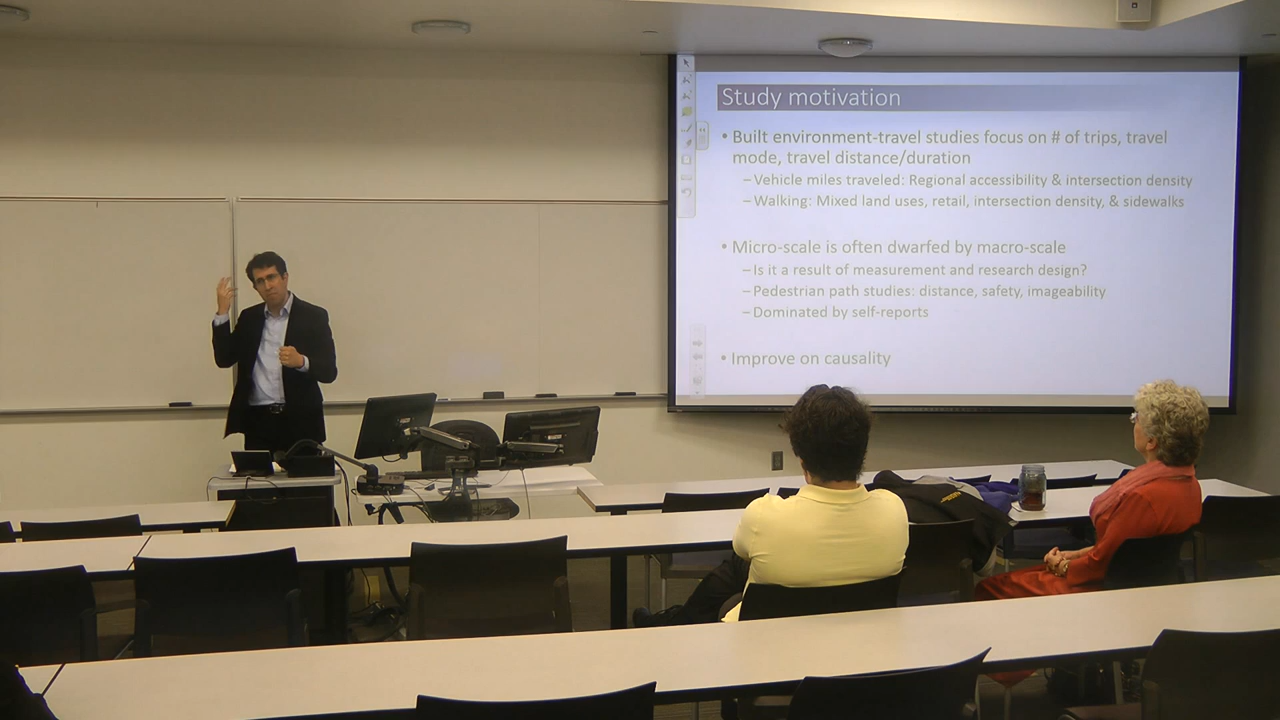 Study motivation
• Built environment-travel studies focus on # of trips, travel
mode, travel distance/duration
– Vehicle miles traveled: Regional accessibility & intersection density
– Walking: Mixed land uses, retail, intersection density, & sidewalks
• Micro-scale is often dwarfed by macro-scale
– Is it a result of measurement and research design?
– Pedestrian path studies: distance, safety, imageability
– Dominated by self-reports
• Improve on causality